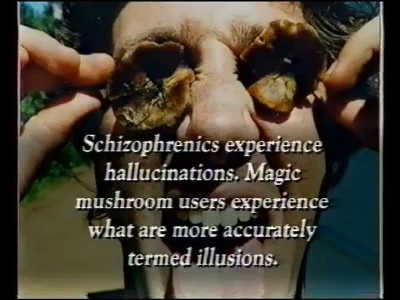 Schizophrenics experience
hallucinations. Magic
mushroom users experience
what are more accurately
termed illusions.